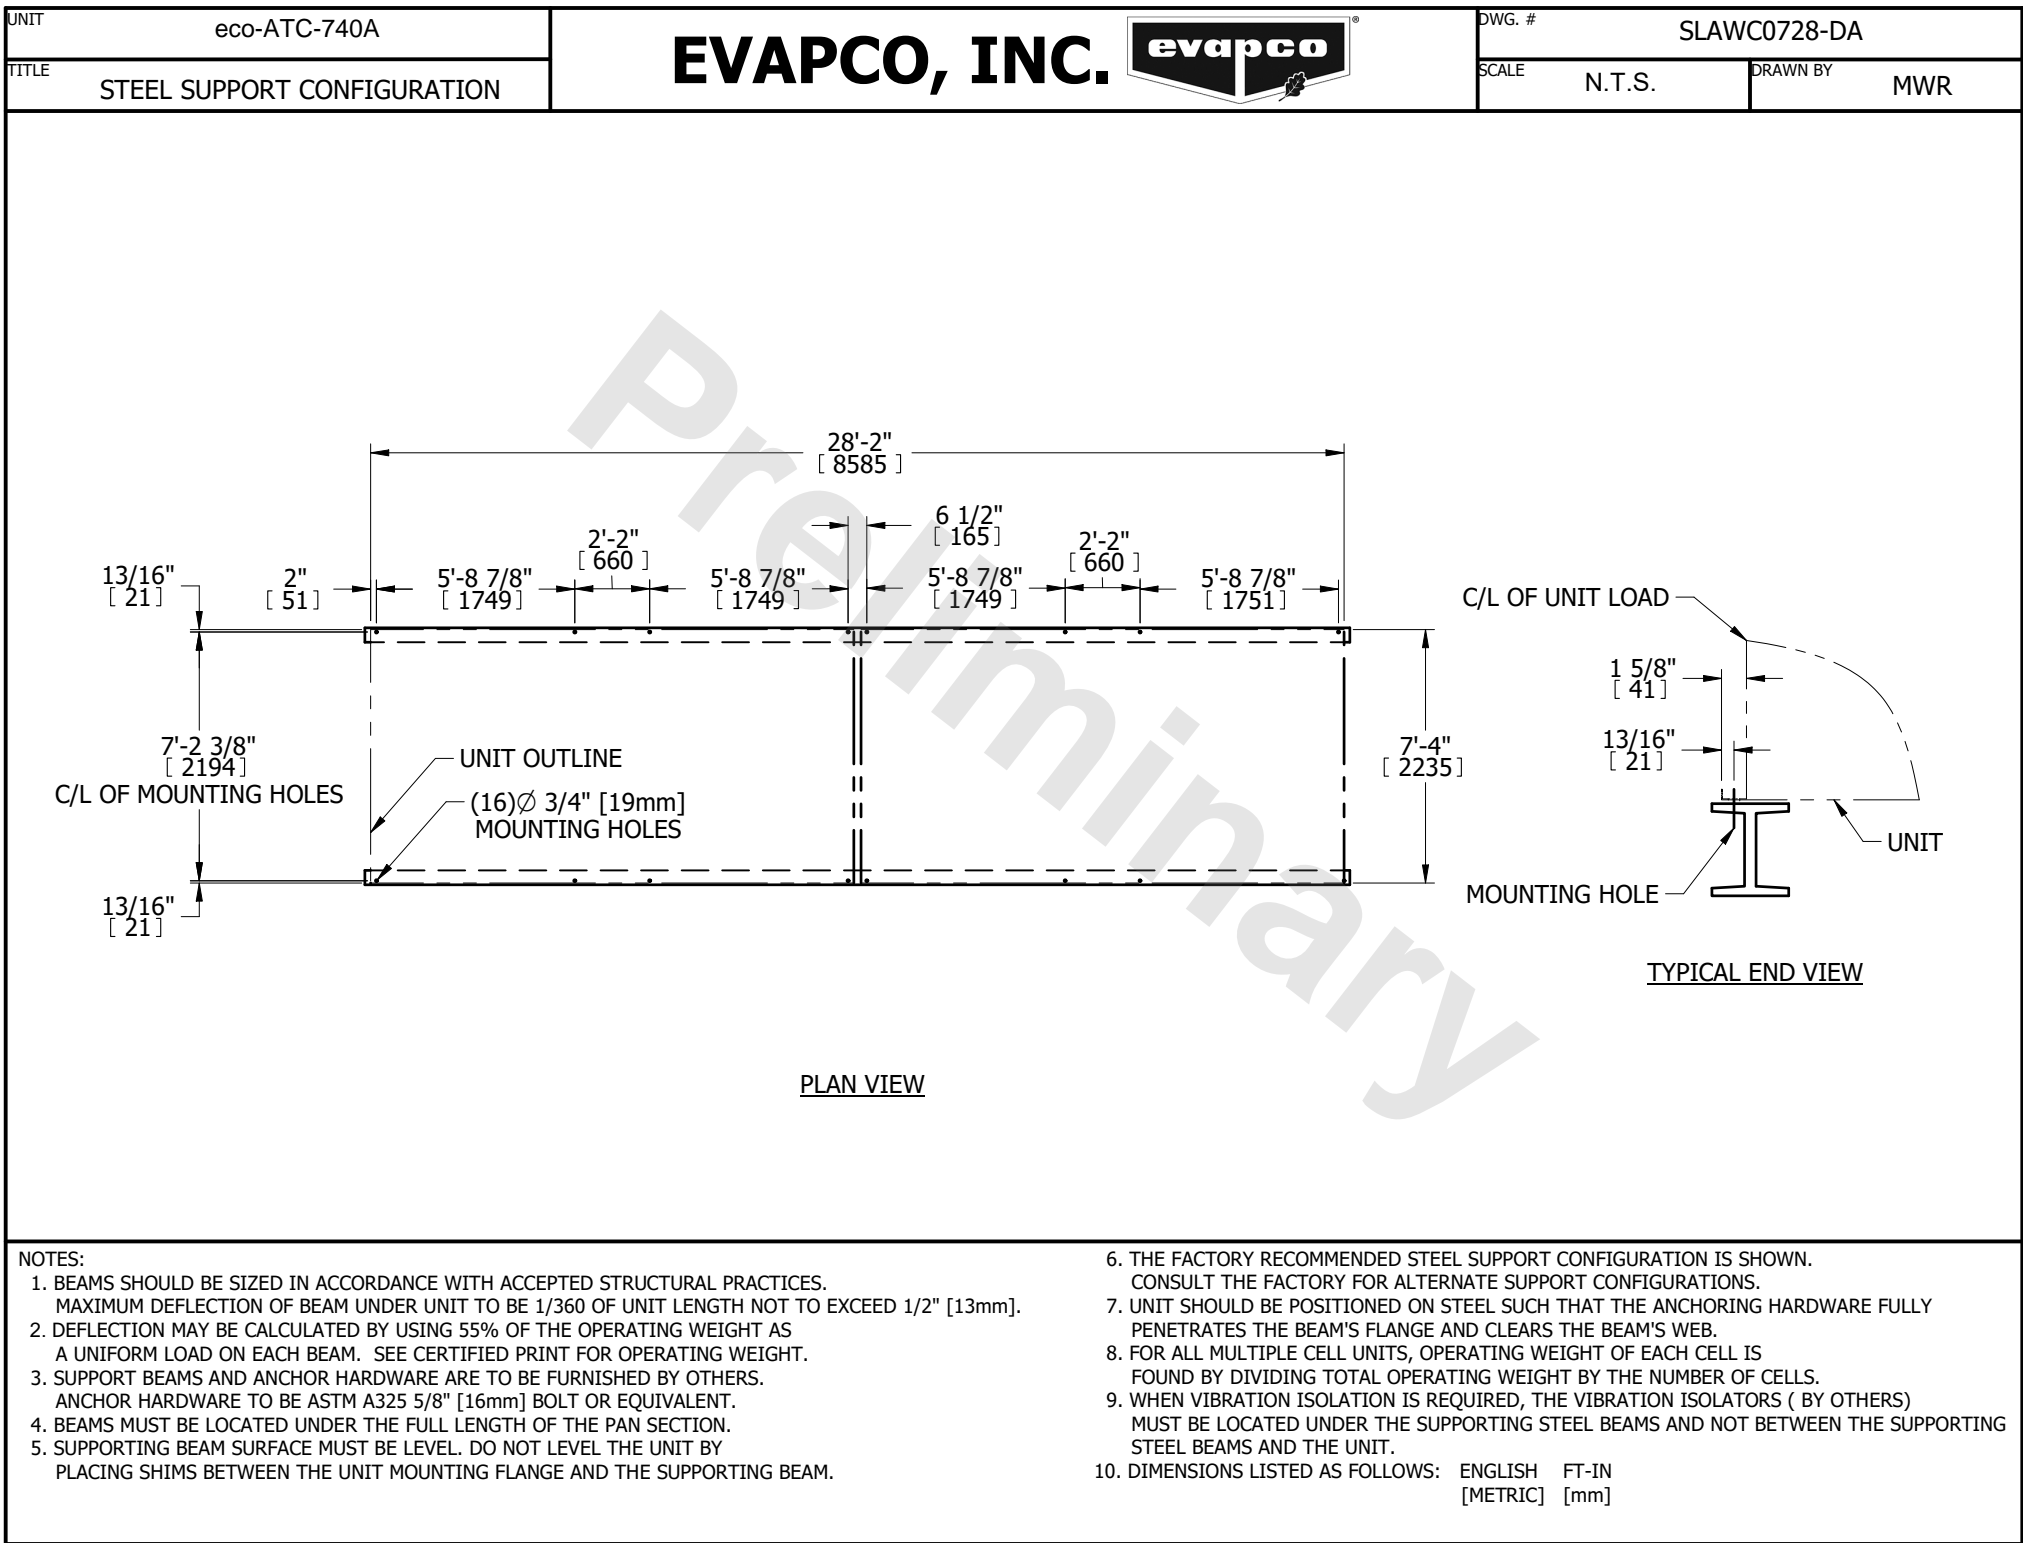 UNIT
eco-ATC-740A
TITLE
STEEL SUPPORT CONFIGURATION
EVAPCO, INC.
evapco
®
DWG. #
SLAWC0728-DA
SCALE
N.T.S.
DRAWN BY
MWR
Preliminary
28'-2"
[ 8585 ]
6 1/2"
[ 165]
2'-2"
[ 660 ]
2'-2"
[ 660 ]
13/16"
[ 21]
2"
[ 51]
5'-8 7/8"
[ 1749]
5'-8 7/8"
[ 1749 ]
5'-8 7/8"
[ 1749 ]
5'-8 7/8"
[ 1751]
7'-2 3/8"
[ 2194]
C/L OF MOUNTING HOLES
UNIT OUTLINE
(16)Ø 3/4" [19mm]
MOUNTING HOLES
7'-4"
[ 2235]
13/16"
[ 21]
C/L OF UNIT LOAD
1 5/8"
[ 41]
13/16"
[ 21]
UNIT
MOUNTING HOLE
TYPICAL END VIEW
PLAN VIEW
NOTES:
1. BEAMS SHOULD BE SIZED IN ACCORDANCE WITH ACCEPTED STRUCTURAL PRACTICES.
MAXIMUM DEFLECTION OF BEAM UNDER UNIT TO BE 1/360 OF UNIT LENGTH NOT TO EXCEED 1/2" [13mm].
2. DEFLECTION MAY BE CALCULATED BY USING 55% OF THE OPERATING WEIGHT AS
A UNIFORM LOAD ON EACH BEAM. SEE CERTIFIED PRINT FOR OPERATING WEIGHT.
3. SUPPORT BEAMS AND ANCHOR HARDWARE ARE TO BE FURNISHED BY OTHERS.
ANCHOR HARDWARE TO BE ASTM A325 5/8" [16mm] BOLT OR EQUIVALENT.
4. BEAMS MUST BE LOCATED UNDER THE FULL LENGTH OF THE PAN SECTION.
5. SUPPORTING BEAM SURFACE MUST BE LEVEL. DO NOT LEVEL THE UNIT BY
PLACING SHIMS BETWEEN THE UNIT MOUNTING FLANGE AND THE SUPPORTING BEAM.
6. THE FACTORY RECOMMENDED STEEL SUPPORT CONFIGURATION IS SHOWN.
CONSULT THE FACTORY FOR ALTERNATE SUPPORT CONFIGURATIONS.
7. UNIT SHOULD BE POSITIONED ON STEEL SUCH THAT THE ANCHORING HARDWARE FULLY
PENETRATES THE BEAM'S FLANGE AND CLEARS THE BEAM'S WEB.
8. FOR ALL MULTIPLE CELL UNITS, OPERATING WEIGHT OF EACH CELL IS
FOUND BY DIVIDING TOTAL OPERATING WEIGHT BY THE NUMBER OF CELLS.
9. WHEN VIBRATION ISOLATION IS REQUIRED, THE VIBRATION ISOLATORS ( BY OTHERS)
MUST BE LOCATED UNDER THE SUPPORTING STEEL BEAMS AND NOT BETWEEN THE SUPPORTING
STEEL BEAMS AND THE UNIT.
10. DIMENSIONS LISTED AS FOLLOWS: ENGLISH FT-IN
[METRIC] [mm]